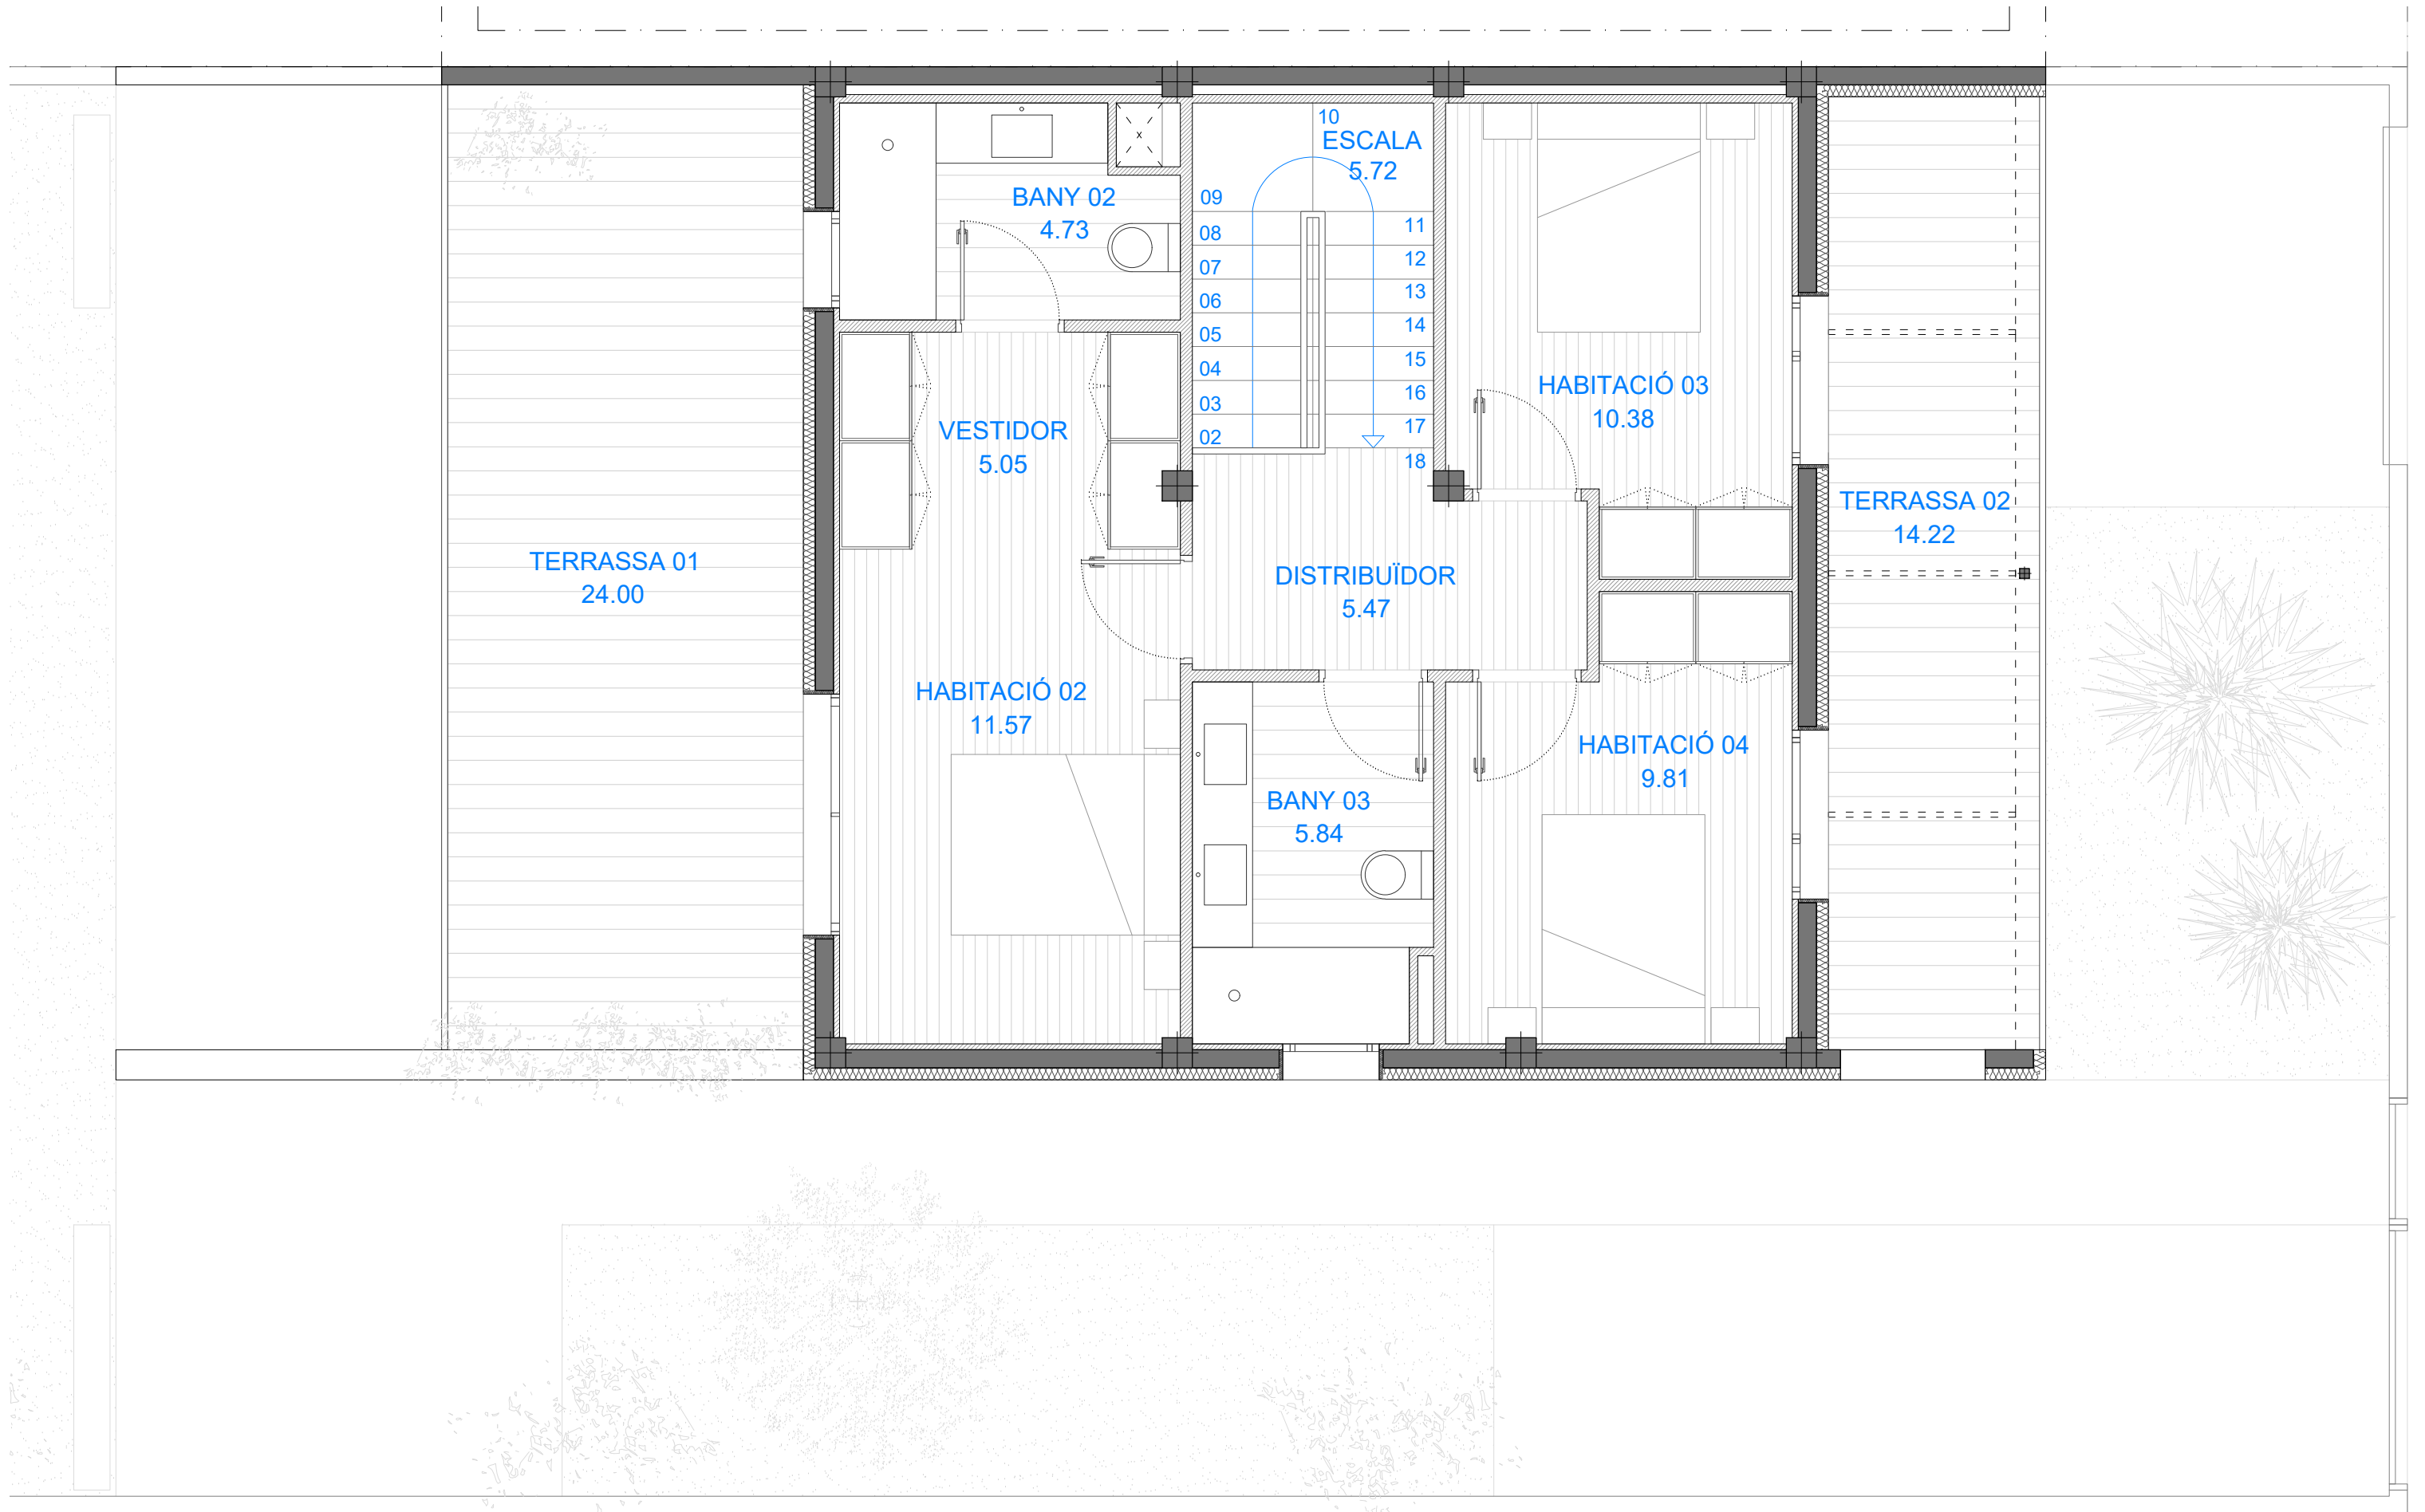 10
ESCALA
5.72
BANY 02
4.73
09
08
07
06
05
04
03
02
11
12
13
14
15
16
17
18
HABITACIÓ 03
10.38
VESTIDOR
5.05
TERRASSA 02
14.22
TERRASSA 01
24.00
DISTRIBUÏDOR
5.47
HABITACIÓ 02
11.57
HABITACIÓ 04
9.81
BANY 03
5.84